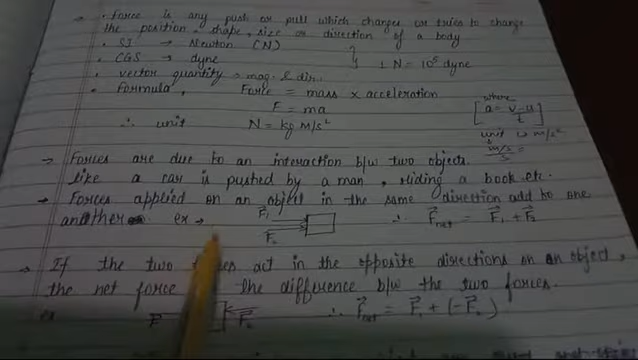 → Force is any push or pull which changes or tries to change
the position, shape, size or direction of a body
• SI → Newton (N)
• CGS → dyne
1 N = 10⁵ dyne
• vector quantity → mag. & dir.
• Formula, Force = mass × acceleration
F = ma
∴ unit N = kg m/s²
where
[a = v-u/t]
unit is m/s²
m/s/s
→ Forces are due to an interaction b/w two objects.
like a car is pushed by a man, riding a book etc.
→ Forces applied on an object in the same direction add to one
another. ex →
F₁
F₂
∴ F⃗net = F⃗₁ + F⃗₂
→ If the two act in the opposite directions on an object,
the net force the difference b/w the two forces.
ex
F
F₂
∴ F⃗net = F⃗₁ + (-F⃗₂)